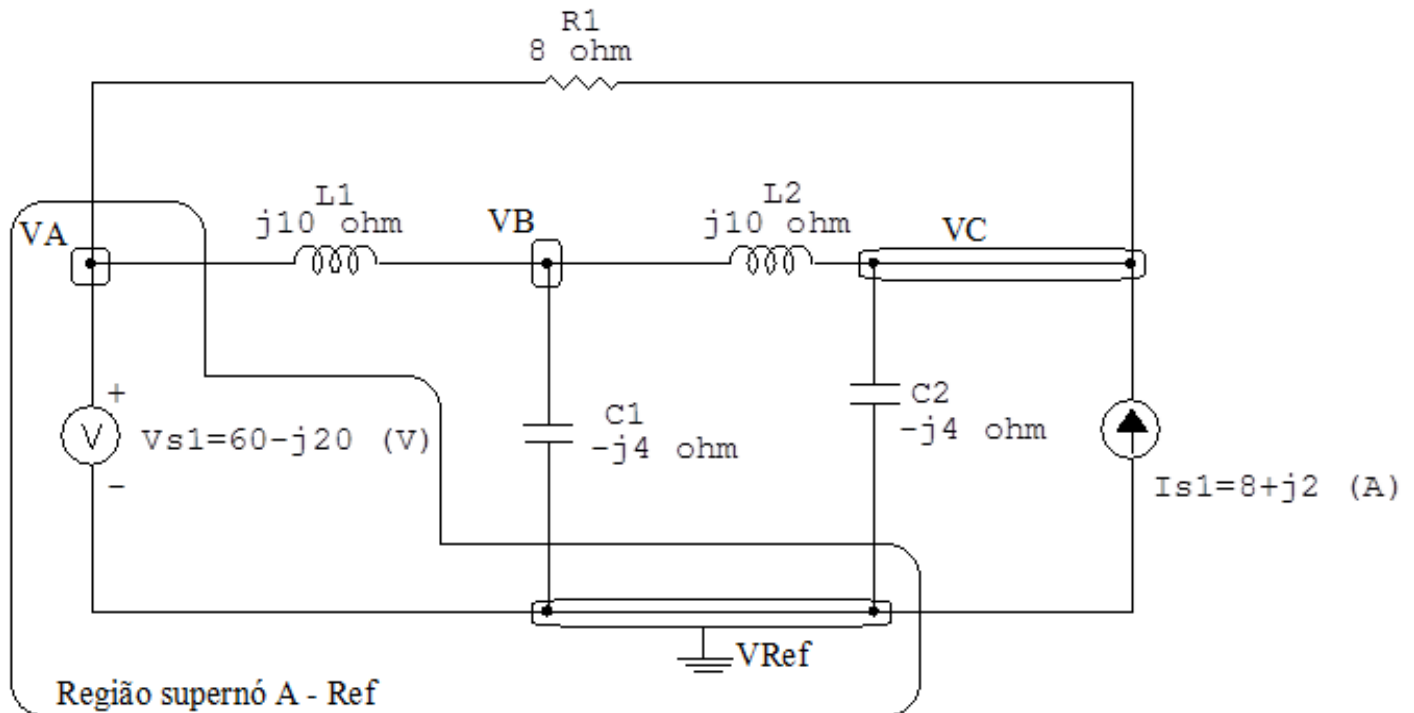 R1
8 ohm
L1
j10 ohm
L2
j10 ohm
VA
VB
VC
+
V
-
Vs1=60-j20 (V)
C1
-j4 ohm
C2
-j4 ohm
Is1=8+j2 (A)
VRef
Região supernó A - Ref